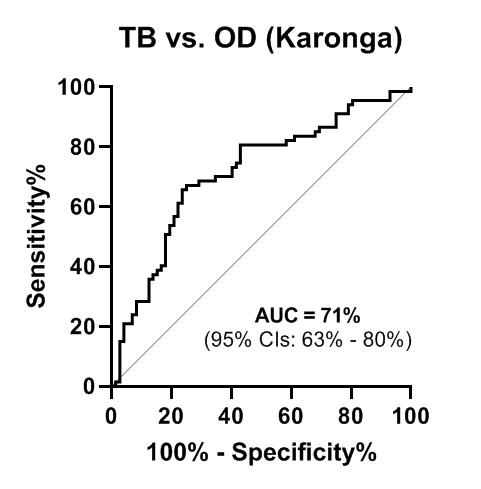 TB vs. OD (Karonga)
Sensitivity%
100
80
60
40
20
0
AUC = 71%
(95% CIs: 63% - 80%)
0 20 40 60 80 100
100% - Specificity%